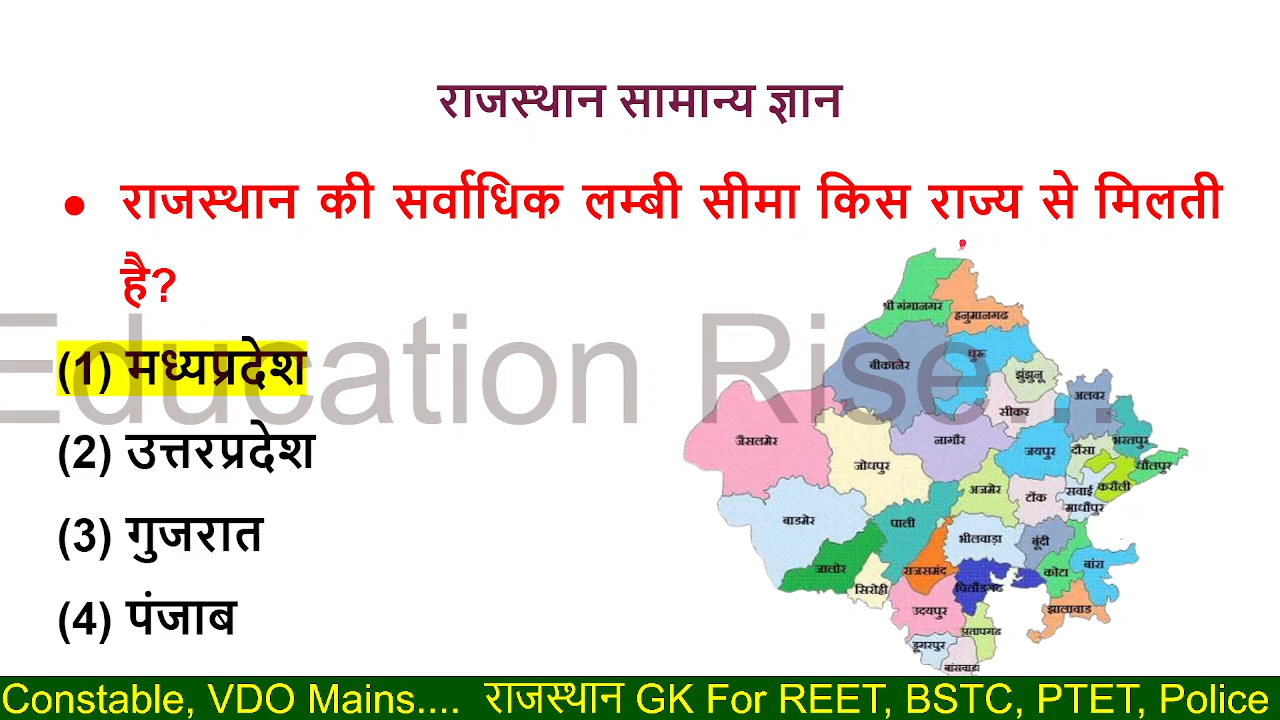 राजस्थान सामान्य ज्ञान
● राजस्थान की सर्वाधिक लम्बी सीमा किस राज्य से मिलती
है?
(1) मध्यप्रदेश
(2) उत्तरप्रदेश
(3) गुजरात
(4) पंजाब
Education Rise...
श्री गंगानगर
हनुमानगढ
बीकानेर
चुरू
झुंझुनू
सीकर
अलवर
जैसलमेर
जोधपुर
नागौर
जयपुर
दौसा
भरतपुर
धौलपुर
करौली
सवाई
माधौपुर
अजमेर
टोंक
बाडमेर
पाली
भीलवाड़ा
बूंदी
जालोर
सिरोही
राजसमंद
चितौडगढ
कोटा
बांरा
झालावाड
उदयपुर
प्रतापगढ
डूगरपुर
बांसवाडा
Constable, VDO Mains.... राजस्थान GK For REET, BSTC, PTET, Police